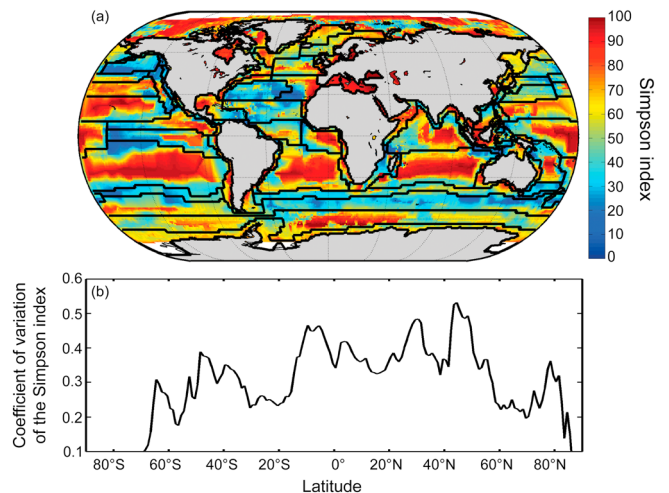 (a)
100
90
80
70
60
50
40
30
20
10
0
Simpson index
(b)
0.6
0.5
0.4
0.3
0.2
0.1
Coefficient of variation
of the Simpson index
80°S 60°S 40°S 20°S 0° 20°N 40°N 60°N 80°N
Latitude